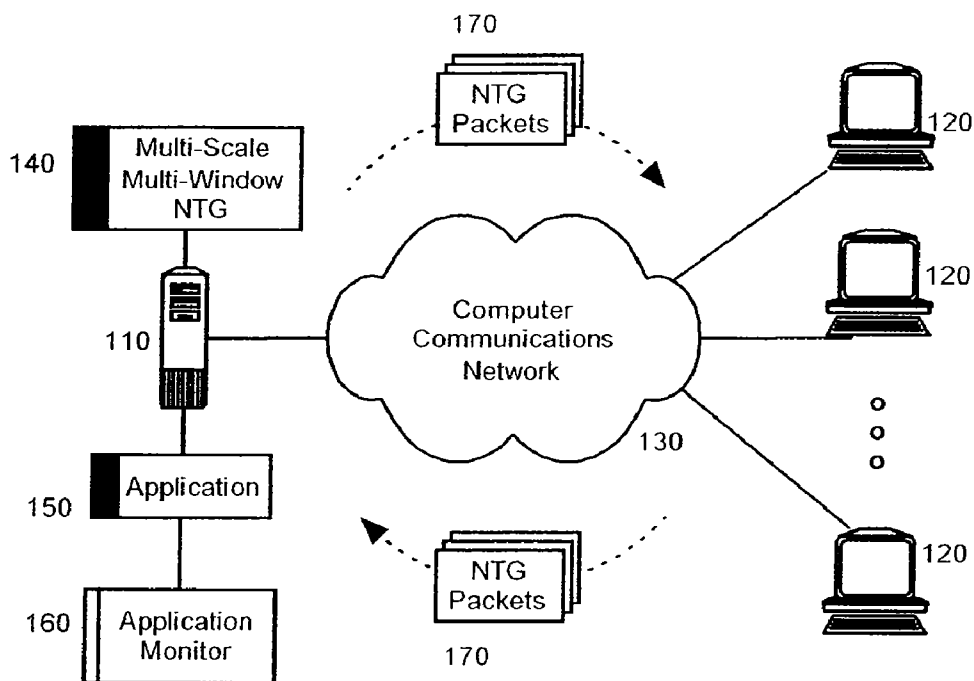 170
NTG
Packets
120
140
Multi-Scale
Multi-Window
NTG
120
110
Computer
Communications
Network
130
150
Application
120
NTG
Packets
160
Application
Monitor
170